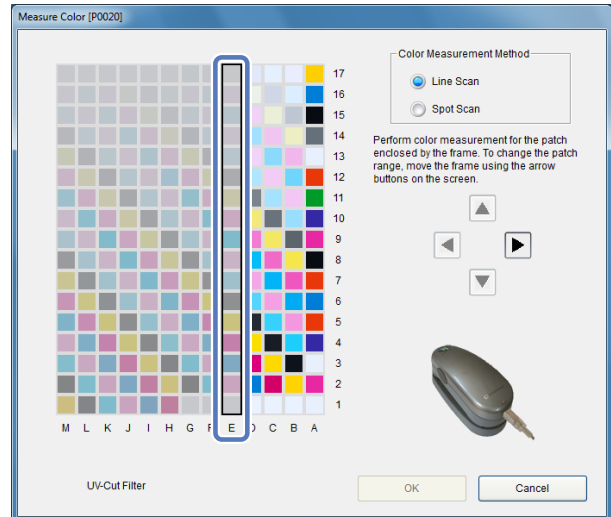 Measure Color [P0020]
Color Measurement Method
Line Scan
Spot Scan
Perform color measurement for the patch
enclosed by the frame. To change the patch
range, move the frame using the arrow
buttons on the screen.
17
16
15
14
13
12
11
10
9
8
7
6
5
4
3
2
1
M L K J I H G F E D C B A
UV-Cut Filter
OK Cancel